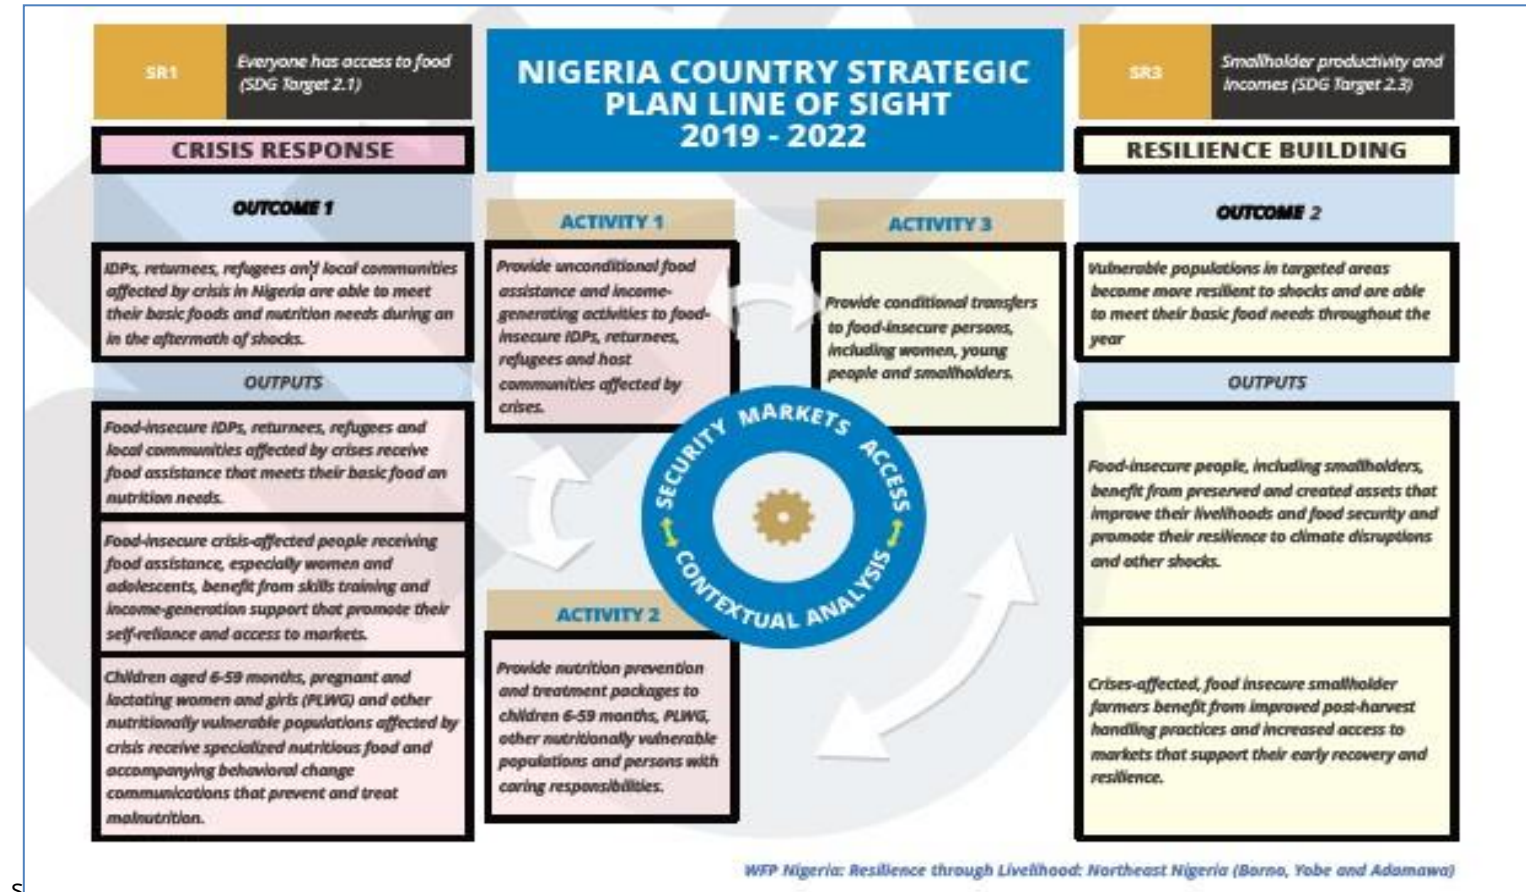 SR1
Everyone has access to food
(SDG Target 2.1)
CRISIS RESPONSE
OUTCOME 1
IDPs, returnees, refugees and local communities
affected by crisis in Nigeria are able to meet
their basic foods and nutrition needs during an
in the aftermath of shocks.
OUTPUTS
Food-insecure IDPs, returnees, refugees and
local communities affected by crises receive
food assistance that meets their basic food an
nutrition needs.
Food-insecure crisis-affected people receiving
food assistance, especially women and
adolescents, benefit from skills training and
income-generation support that promote their
self-reliance and access to markets.
Children aged 6-59 months, pregnant and
lactating women and girls (PLWG) and other
nutritionally vulnerable populations affected by
crisis receive specialized nutritious food and
accompanying behavioral change
communications that prevent and treat
malnutrition.
NIGERIA COUNTRY STRATEGIC
PLAN LINE OF SIGHT
2019 - 2022
ACTIVITY 1
Provide unconditional food
assistance and income-
generating activities to food-
insecure IDPs, returnees,
refugees and host
communities affected by
crises.
ACTIVITY 3
Provide conditional transfers
to food-insecure persons,
including women, young
people and smallholders.
SECURITY MARKETS ACCESS
CONTEXTUAL ANALYSIS
ACTIVITY 2
Provide nutrition prevention
and treatment packages to
children 6-59 months, PLWG,
other nutritionally vulnerable
populations and persons with
caring responsibilities.
SR3
Smallholder productivity and
Incomes (SDG Target 2.3)
RESILIENCE BUILDING
OUTCOME 2
Vulnerable populations in targeted areas
become more resilient to shocks and are able
to meet their basic food needs throughout the
year
OUTPUTS
Food-insecure people, including smallholders,
benefit from preserved and created assets that
improve their livelihoods and food security and
promote their resilience to climate disruptions
and other shocks.
Crises-affected, food insecure smallholder
farmers benefit from improved post-harvest
handling practices and increased access to
markets that support their early recovery and
resilience.
WFP Nigeria: Resilience through Livelihood: Northeast Nigeria (Borno, Yobe and Adamawa)